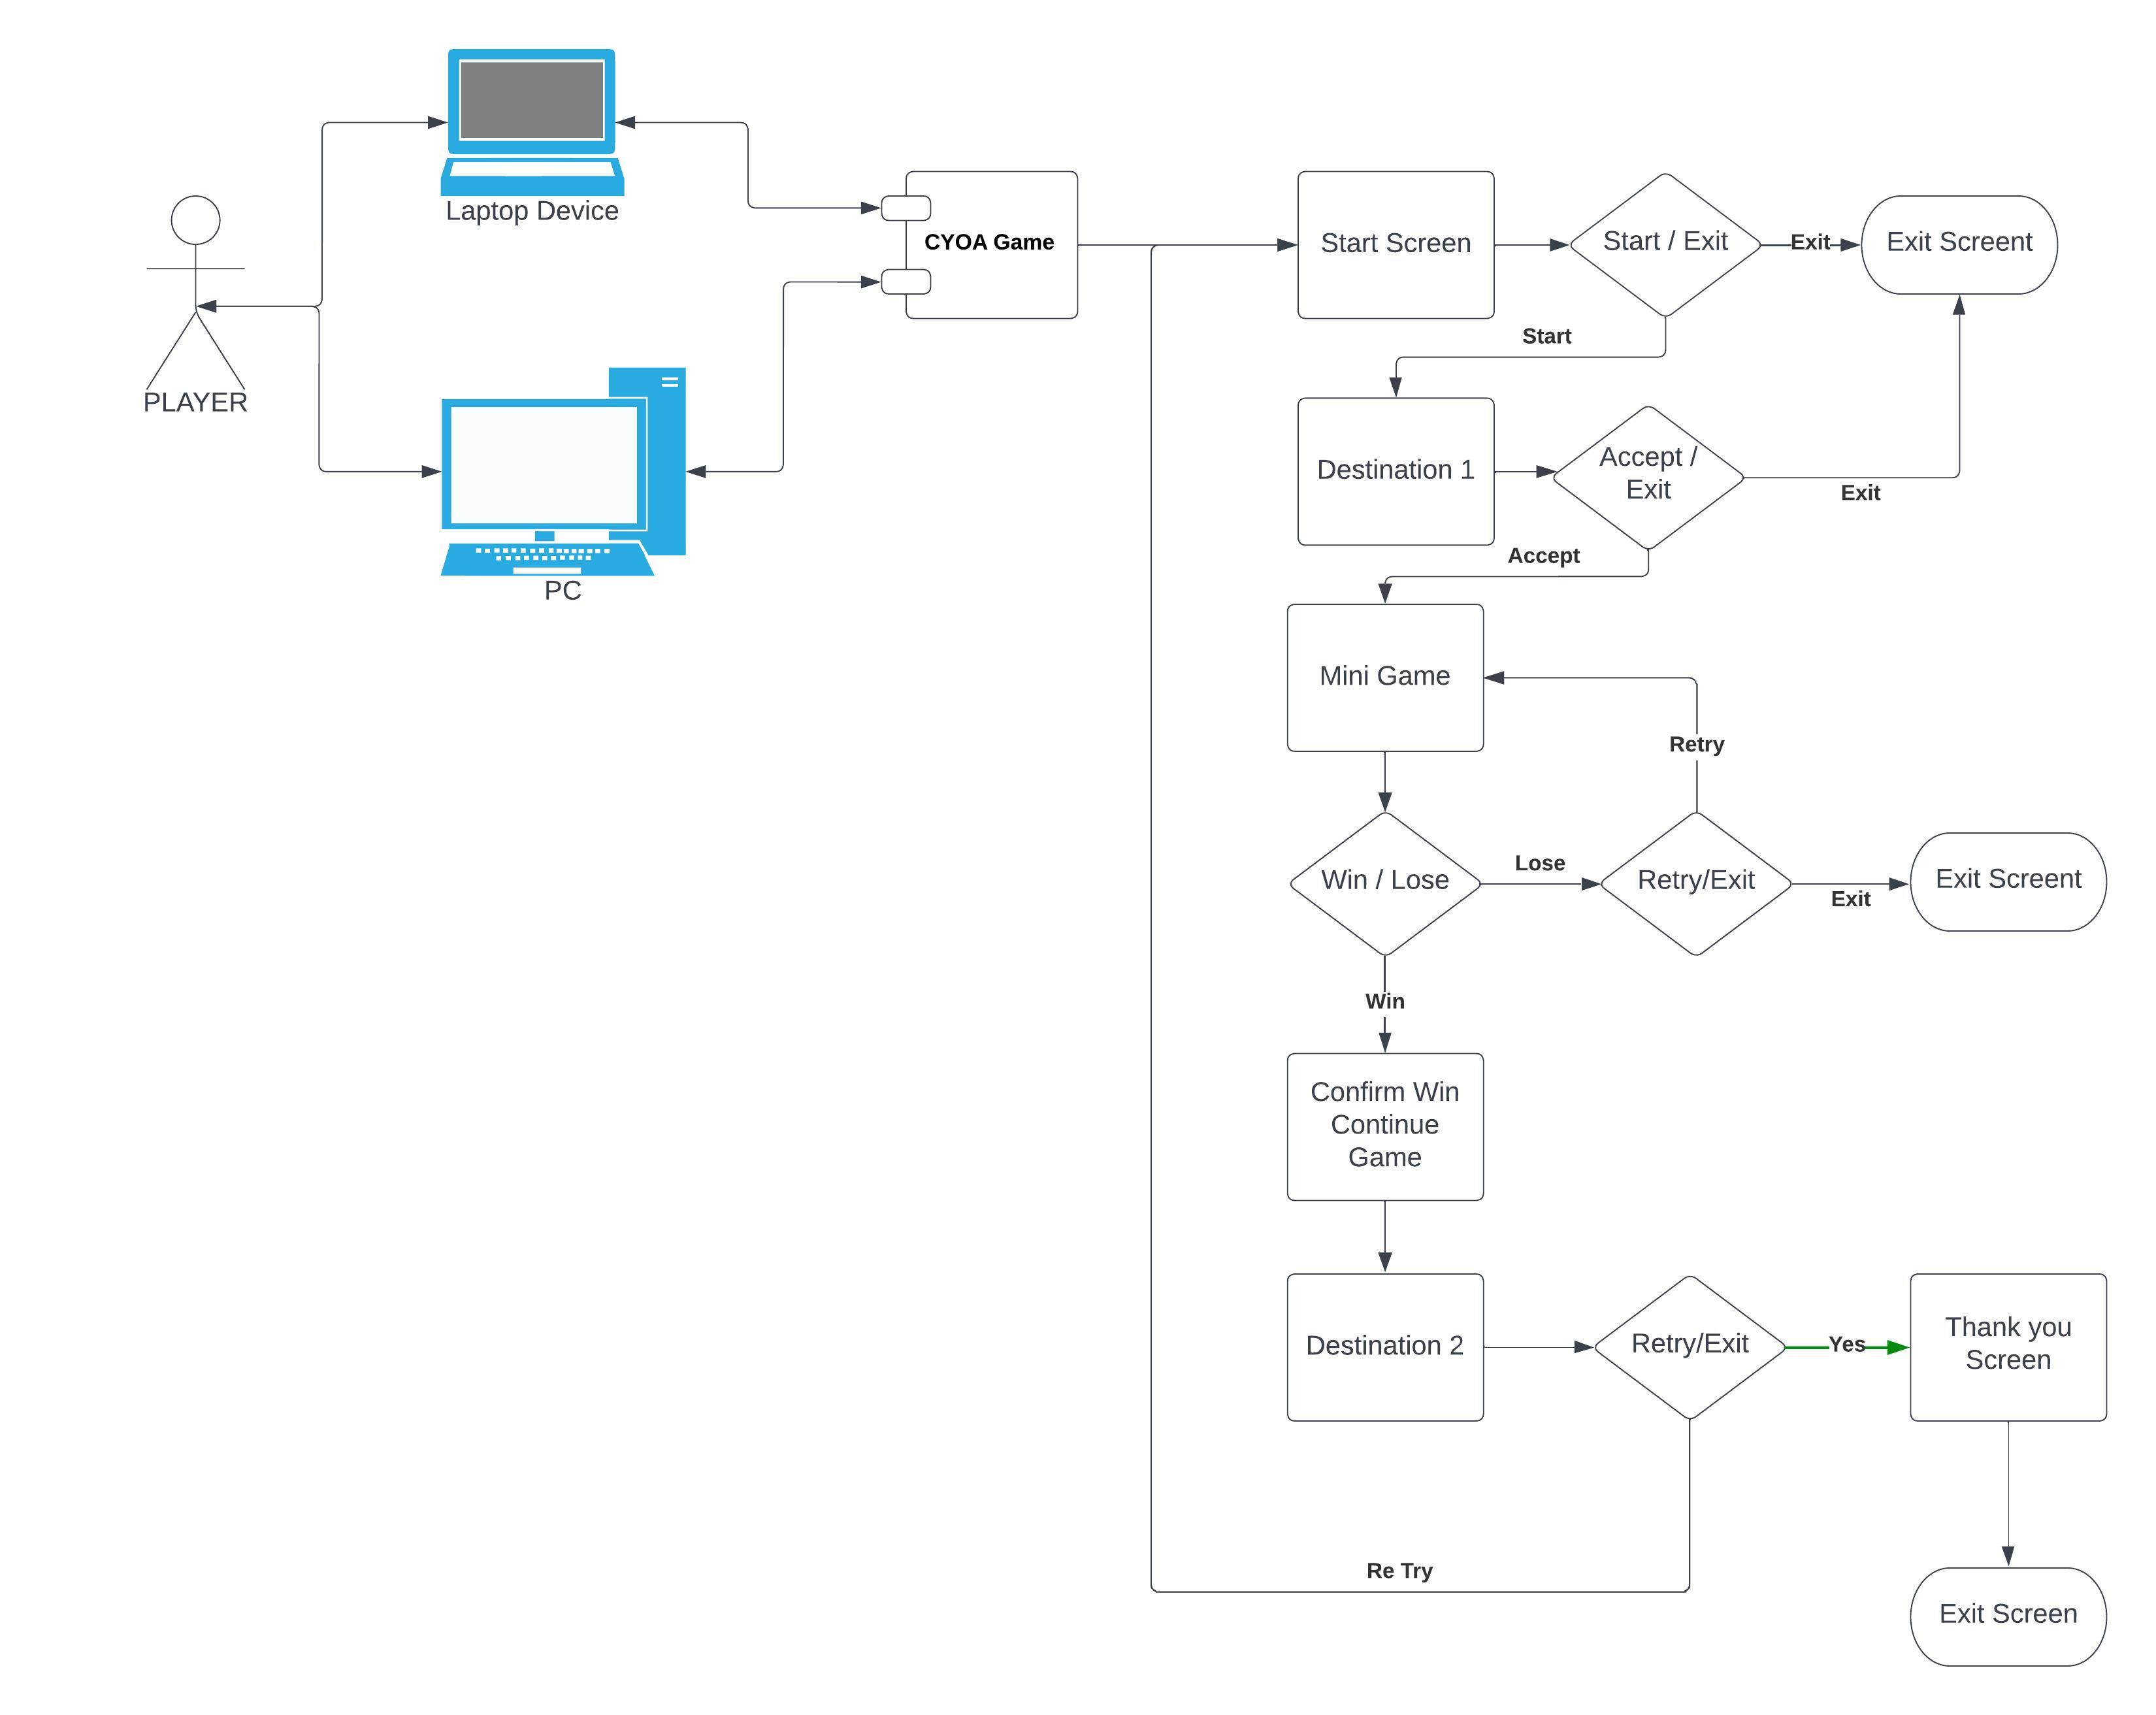 Laptop Device
PLAYER
PC
CYOA Game
Start Screen
Start / Exit
Exit
Exit Screent
Start
Destination 1
Accept /
Exit
Exit
Accept
Mini Game
Retry
Win / Lose
Lose
Retry/Exit
Exit
Exit Screent
Win
Confirm Win
Continue
Game
Destination 2
Retry/Exit
Yes
Thank you
Screen
Re Try
Exit Screen